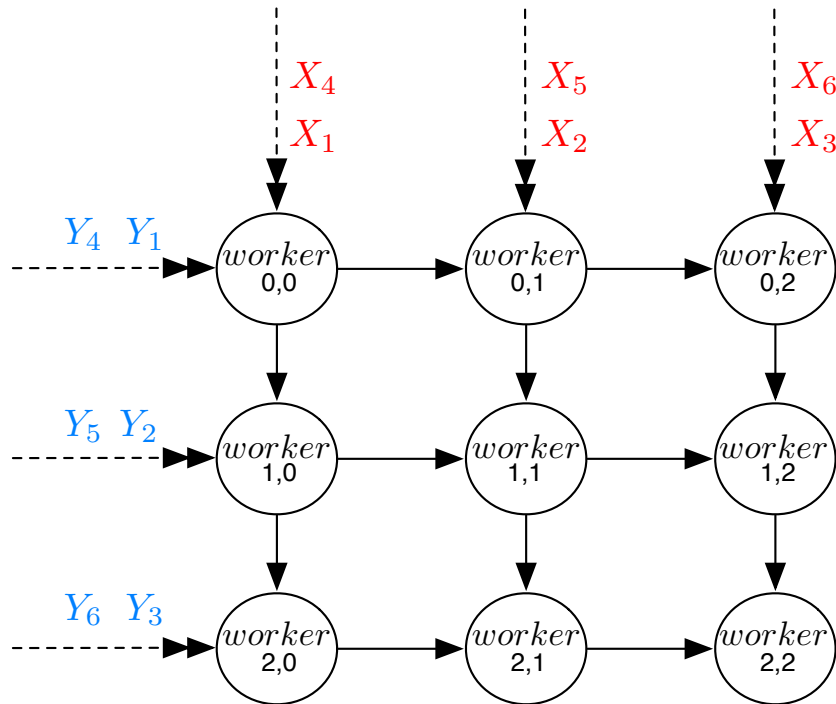 X₄ X₅ X₆
X₁ X₂ X₃
Y₄ Y₁
worker worker worker
0,0 0,1 0,2
Y₅ Y₂
worker worker worker
1,0 1,1 1,2
Y₆ Y₃
worker worker worker
2,0 2,1 2,2